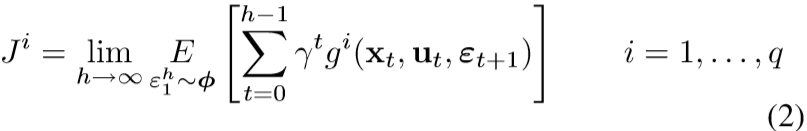 $J^i = \lim_{h \to \infty} \underset{\varepsilon_1^h \sim \boldsymbol{\phi}}{E} \left[ \sum_{t=0}^{h-1} \gamma^t g^i(\mathbf{x}_t, \mathbf{u}_t, \boldsymbol{\varepsilon}_{t+1}) \right] \qquad i = 1, \ldots, q$
(2)